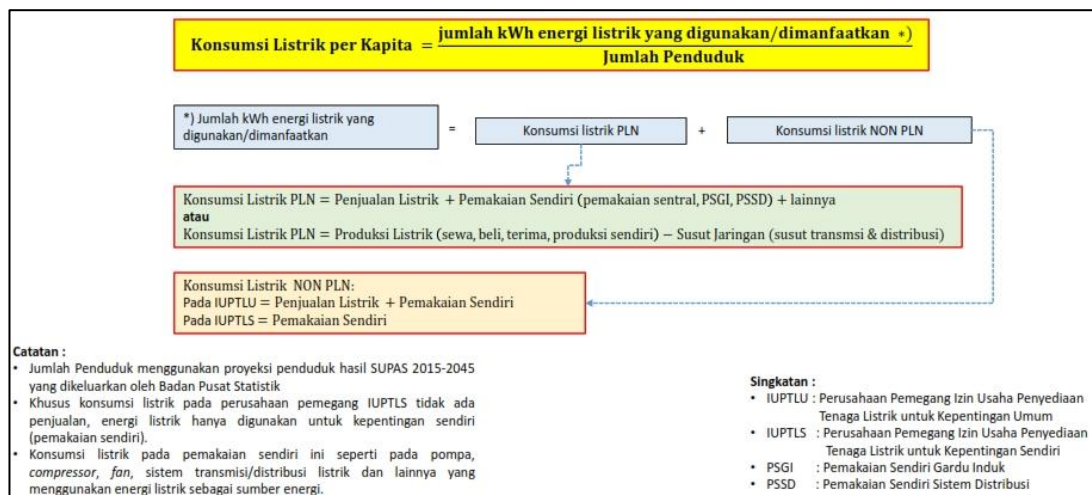 Konsumsi Listrik per Kapita = jumlah kWh energi listrik yang digunakan/dimanfaatkan *)
Jumlah Penduduk
*) Jumlah kWh energi listrik yang
digunakan/dimanfaatkan
=
Konsumsi listrik PLN
+
Konsumsi listrik NON PLN
Konsumsi Listrik PLN = Penjualan Listrik + Pemakaian Sendiri (pemakaian sentral, PSGI, PSSD) + lainnya
atau
Konsumsi Listrik PLN = Produksi Listrik (sewa, beli, terima, produksi sendiri) − Susut Jaringan (susut transmsi & distribusi)
Konsumsi Listrik NON PLN:
Pada IUPTLU = Penjualan Listrik + Pemakaian Sendiri
Pada IUPTLS = Pemakaian Sendiri
Catatan :
• Jumlah Penduduk menggunakan proyeksi penduduk hasil SUPAS 2015-2045
yang dikeluarkan oleh Badan Pusat Statistik
• Khusus konsumsi listrik pada perusahaan pemegang IUPTLS tidak ada
penjualan, energi listrik hanya digunakan untuk kepentingan sendiri
(pemakaian sendiri).
• Konsumsi listrik pada pemakaian sendiri ini seperti pada pompa,
compressor, fan, sistem transmisi/distribusi listrik dan lainnya yang
menggunakan energi listrik sebagai sumber energi.
Singkatan :
• IUPTLU : Perusahaan Pemegang Izin Usaha Penyediaan
Tenaga Listrik untuk Kepentingan Umum
• IUPTLS : Perusahaan Pemegang Izin Usaha Penyediaan
Tenaga Listrik untuk Kepentingan Sendiri
• PSGI : Pemakaian Sendiri Gardu Induk
• PSSD : Pemakaian Sendiri Sistem Distribusi